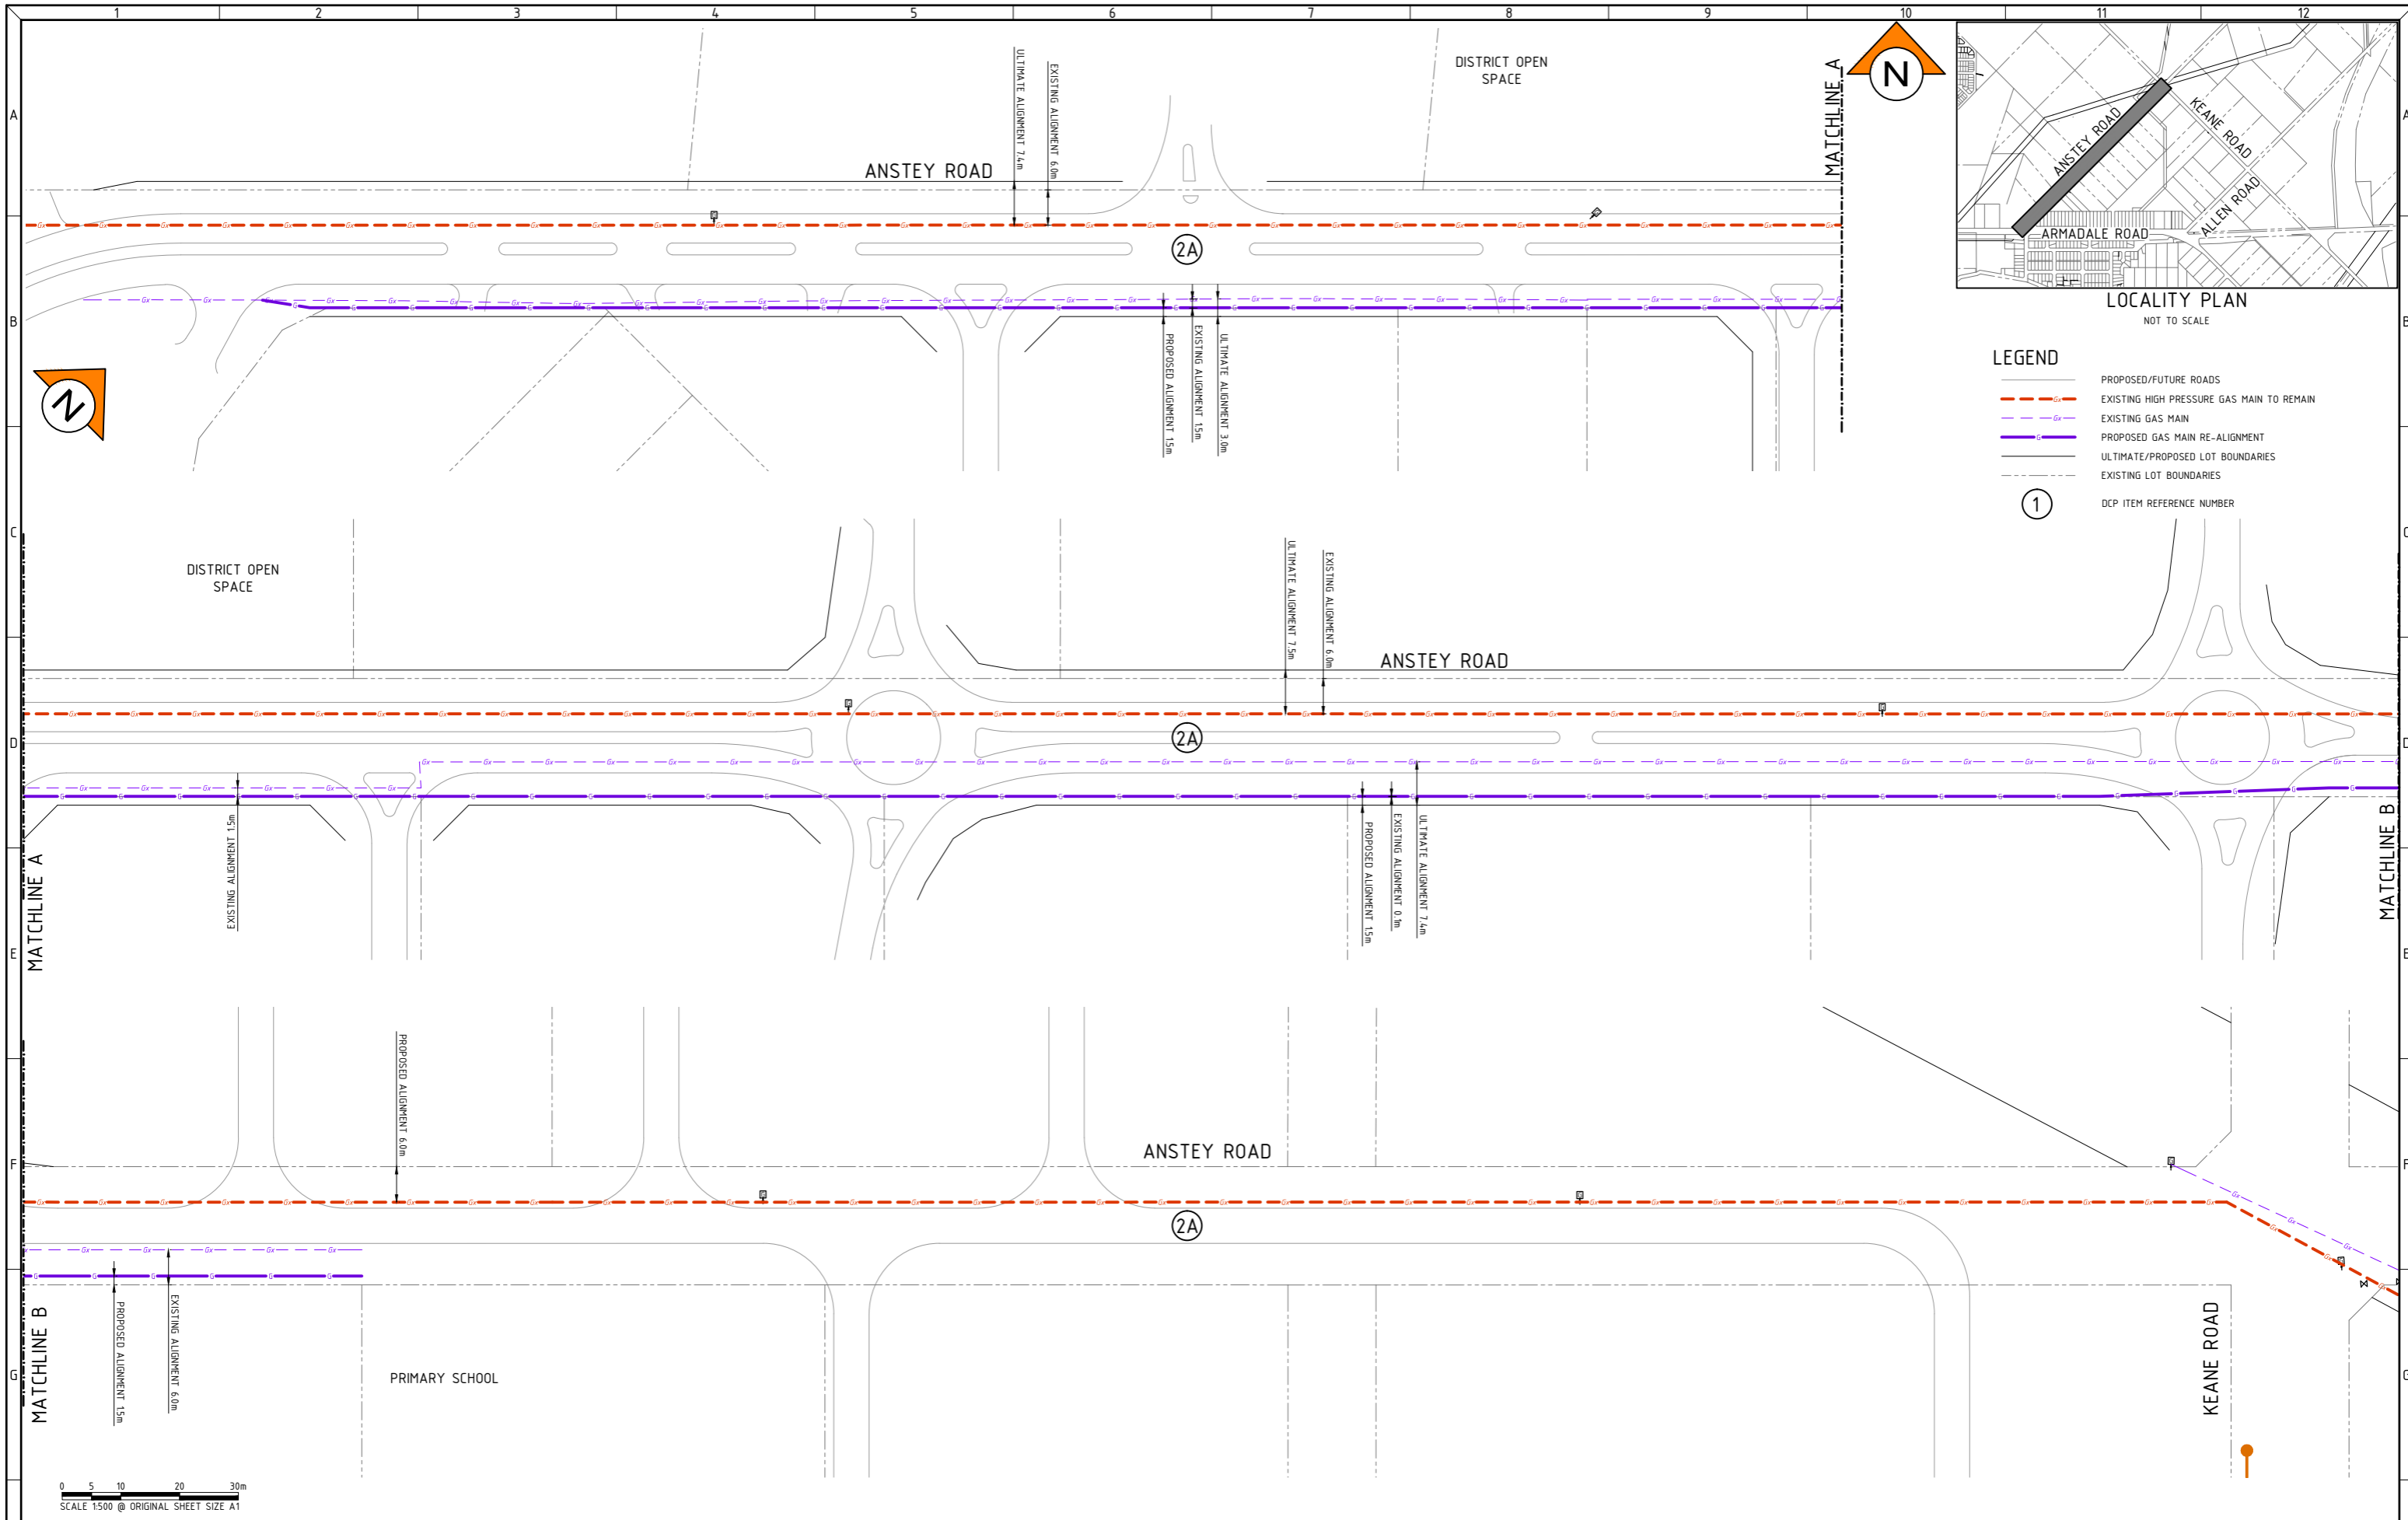 1 2 3 4 5 6 7 8 9 10 11 12
A
B
C
D
E
F
G
ULTIMATE ALIGNMENT 7.4m
EXISTING ALIGNMENT 6.0m
DISTRICT OPEN
SPACE
ANSTEY ROAD
MATCHLINE A
N
2A
PROPOSED ALIGNMENT 1.5m
EXISTING ALIGNMENT 1.5m
ULTIMATE ALIGNMENT 3.0m
N
ANSTEY ROAD
KEANE ROAD
ALLEN ROAD
ARMADALE ROAD
LOCALITY PLAN
NOT TO SCALE
LEGEND
PROPOSED/FUTURE ROADS
Gx EXISTING HIGH PRESSURE GAS MAIN TO REMAIN
Gx EXISTING GAS MAIN
G PROPOSED GAS MAIN RE-ALIGNMENT
ULTIMATE/PROPOSED LOT BOUNDARIES
EXISTING LOT BOUNDARIES
1 DCP ITEM REFERENCE NUMBER
DISTRICT OPEN
SPACE
ULTIMATE ALIGNMENT 7.5m
EXISTING ALIGNMENT 6.0m
ANSTEY ROAD
2A
EXISTING ALIGNMENT 1.5m
PROPOSED ALIGNMENT 1.5m
EXISTING ALIGNMENT 0.1m
ULTIMATE ALIGNMENT 7.4m
MATCHLINE A
MATCHLINE B
PROPOSED ALIGNMENT 6.0m
ANSTEY ROAD
2A
MATCHLINE B
PROPOSED ALIGNMENT 1.5m
EXISTING ALIGNMENT 6.0m
PRIMARY SCHOOL
KEANE ROAD
0 5 10 20 30m
SCALE 1:500 @ ORIGINAL SHEET SIZE A1